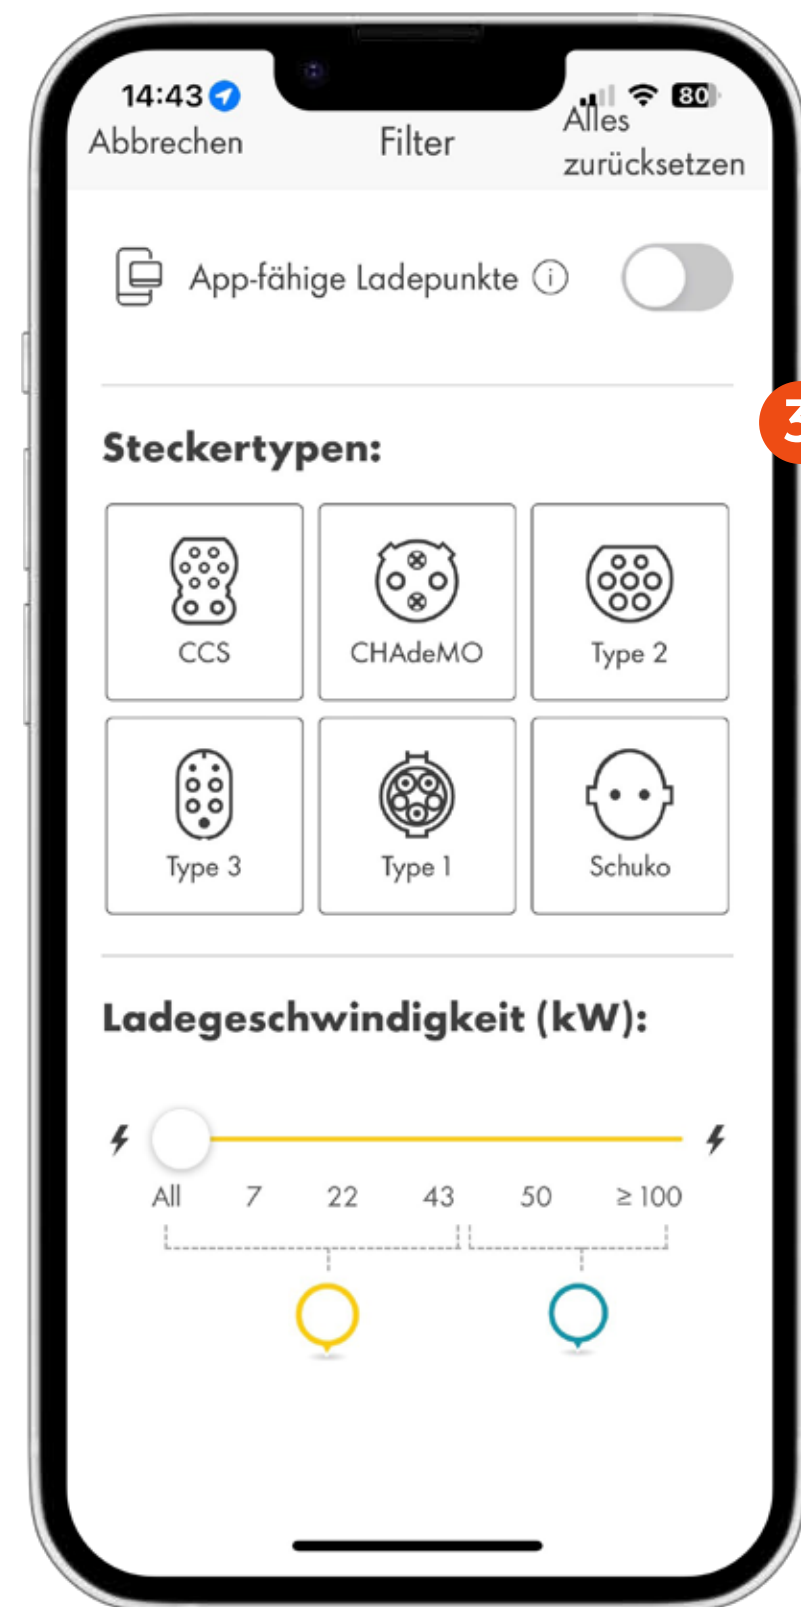 14:43
80
Abbrechen
Filter
Alles
zurücksetzen
App-fähige Ladepunkte
3
Steckertypen:
CCS
CHAdeMO
Type 2
Type 3
Type 1
Schuko
Ladegeschwindigkeit (kW):
All 7 22 43 50 ≥ 100